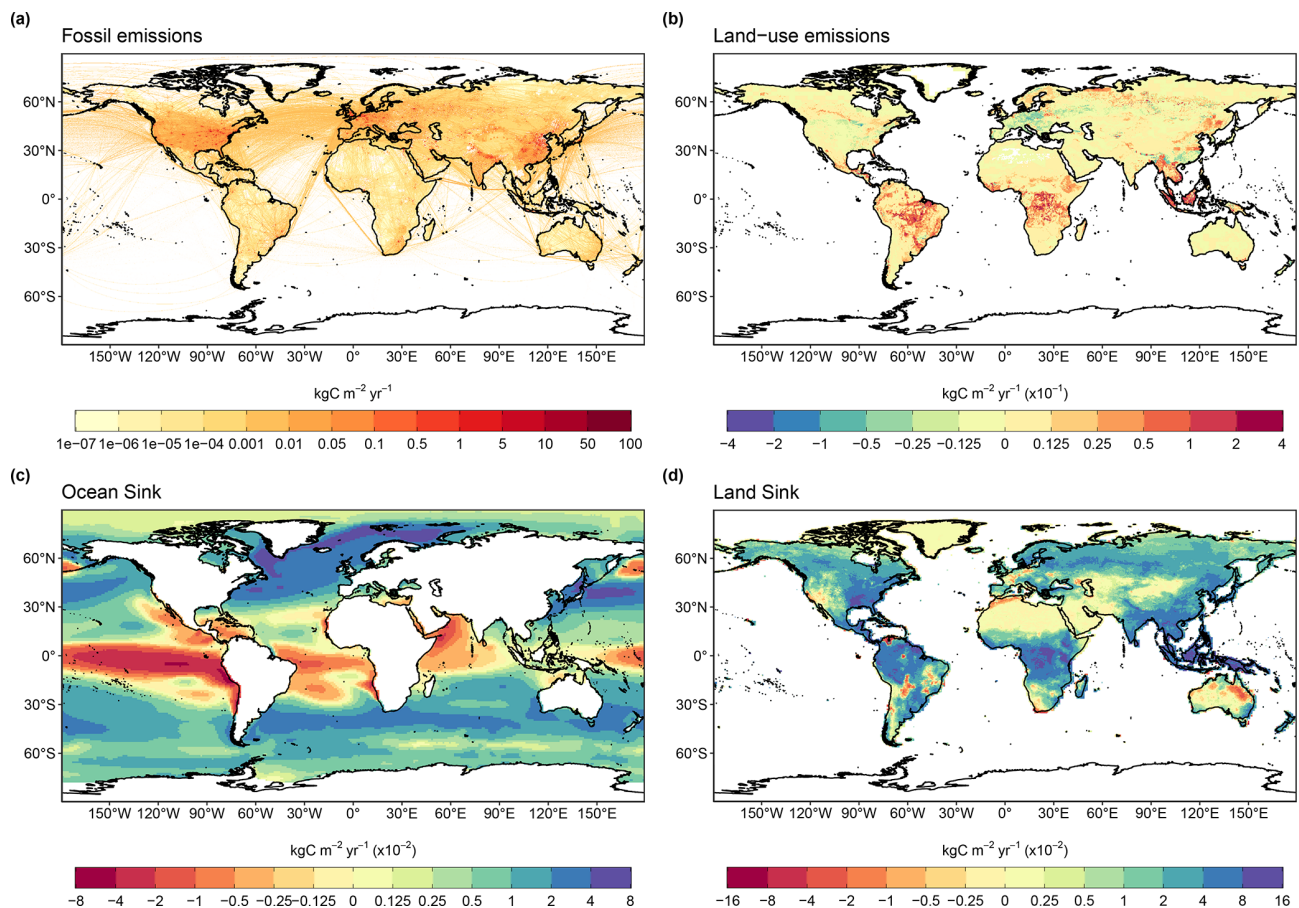 (a)
Fossil emissions
60°N
30°N
0°
30°S
60°S
150°W 120°W 90°W 60°W 30°W 0° 30°E 60°E 90°E 120°E 150°E
kgC m⁻² yr⁻¹
1e−07 1e−06 1e−05 1e−04 0.001 0.01 0.05 0.1 0.5 1 5 10 50 100
(b)
Land−use emissions
60°N
30°N
0°
30°S
60°S
150°W 120°W 90°W 60°W 30°W 0° 30°E 60°E 90°E 120°E 150°E
kgC m⁻² yr⁻¹ (x10⁻¹)
−4 −2 −1 −0.5 −0.25 −0.125 0 0.125 0.25 0.5 1 2 4
(c)
Ocean Sink
60°N
30°N
0°
30°S
60°S
150°W 120°W 90°W 60°W 30°W 0° 30°E 60°E 90°E 120°E 150°E
kgC m⁻² yr⁻¹ (x10⁻²)
−8 −4 −2 −1 −0.5 −0.25 −0.125 0 0.125 0.25 0.5 1 2 4 8
(d)
Land Sink
60°N
30°N
0°
30°S
60°S
150°W 120°W 90°W 60°W 30°W 0° 30°E 60°E 90°E 120°E 150°E
kgC m⁻² yr⁻¹ (x10⁻²)
−16 −8 −4 −2 −1 −0.5 −0.25 0 0.25 0.5 1 2 4 8 16